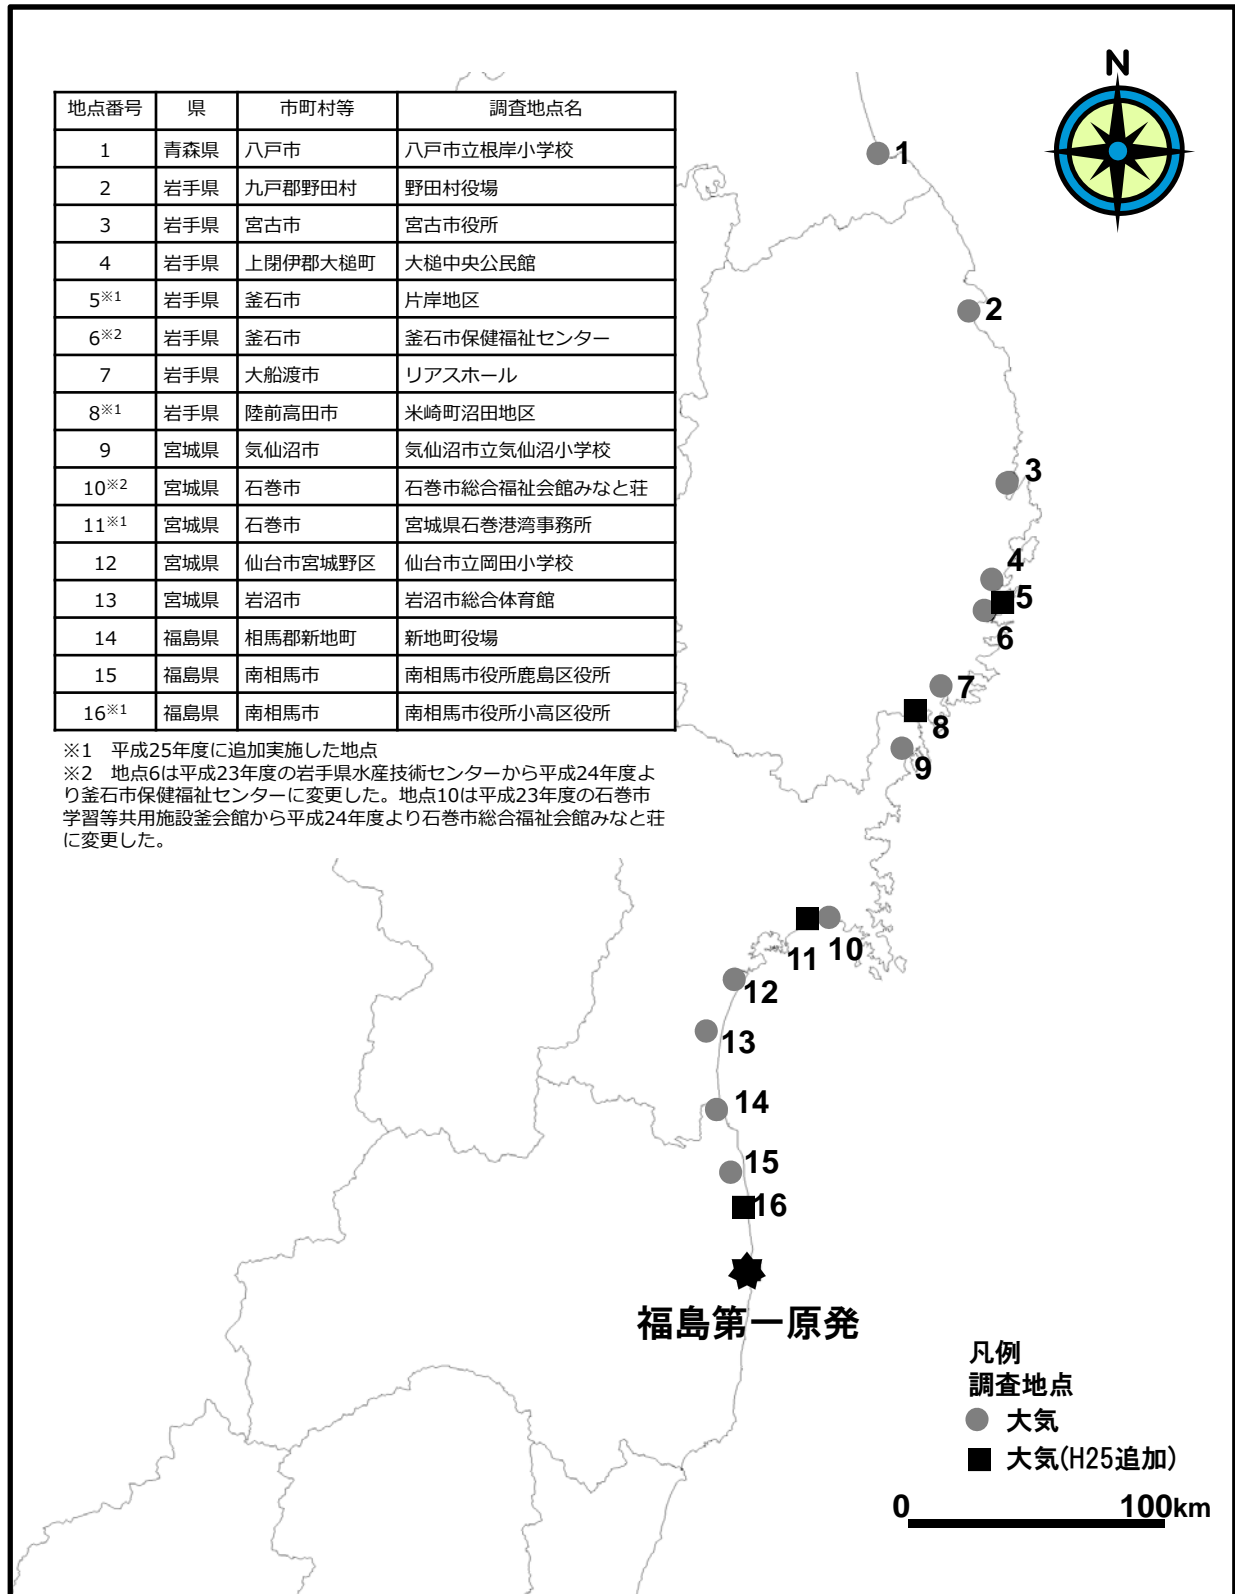 N
地点番号 県 市町村等 調査地点名
1 青森県 八戸市 八戸市立根岸小学校
2 岩手県 九戸郡野田村 野田村役場
3 岩手県 宮古市 宮古市役所
4 岩手県 上閉伊郡大槌町 大槌中央公民館
5※1 岩手県 釜石市 片岸地区
6※2 岩手県 釜石市 釜石市保健福祉センター
7 岩手県 大船渡市 リアスホール
8※1 岩手県 陸前高田市 米崎町沼田地区
9 宮城県 気仙沼市 気仙沼市立気仙沼小学校
10※2 宮城県 石巻市 石巻市総合福祉会館みなと荘
11※1 宮城県 石巻市 宮城県石巻港湾事務所
12 宮城県 仙台市宮城野区 仙台市立岡田小学校
13 宮城県 岩沼市 岩沼市総合体育館
14 福島県 相馬郡新地町 新地町役場
15 福島県 南相馬市 南相馬市役所鹿島区役所
16※1 福島県 南相馬市 南相馬市役所小高区役所
※1 平成25年度に追加実施した地点
※2 地点6は平成23年度の岩手県水産技術センターから平成24年度よ
り釜石市保健福祉センターに変更した。地点10は平成23年度の石巻市
学習等共用施設釜会館から平成24年度より石巻市総合福祉会館みなと荘
に変更した。
1
2
3
4
5
6
7
8
9
10
11
12
13
14
15
16
福島第一原発
凡例
調査地点
大気
大気(H25追加)
0 100km